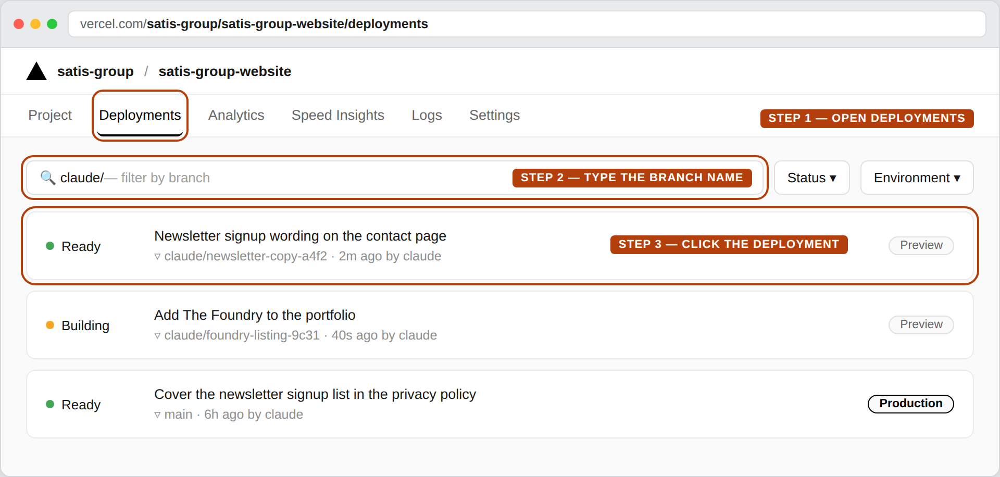 vercel.com/satis-group/satis-group-website/deployments
satis-group / satis-group-website
Project Deployments Analytics Speed Insights Logs Settings
STEP 1 — OPEN DEPLOYMENTS
claude/— filter by branch
STEP 2 — TYPE THE BRANCH NAME
Status ▾
Environment ▾
Ready
Newsletter signup wording on the contact page
▿ claude/newsletter-copy-a4f2 · 2m ago by claude
STEP 3 — CLICK THE DEPLOYMENT
Preview
Building
Add The Foundry to the portfolio
▿ claude/foundry-listing-9c31 · 40s ago by claude
Preview
Ready
Cover the newsletter signup list in the privacy policy
▿ main · 6h ago by claude
Production